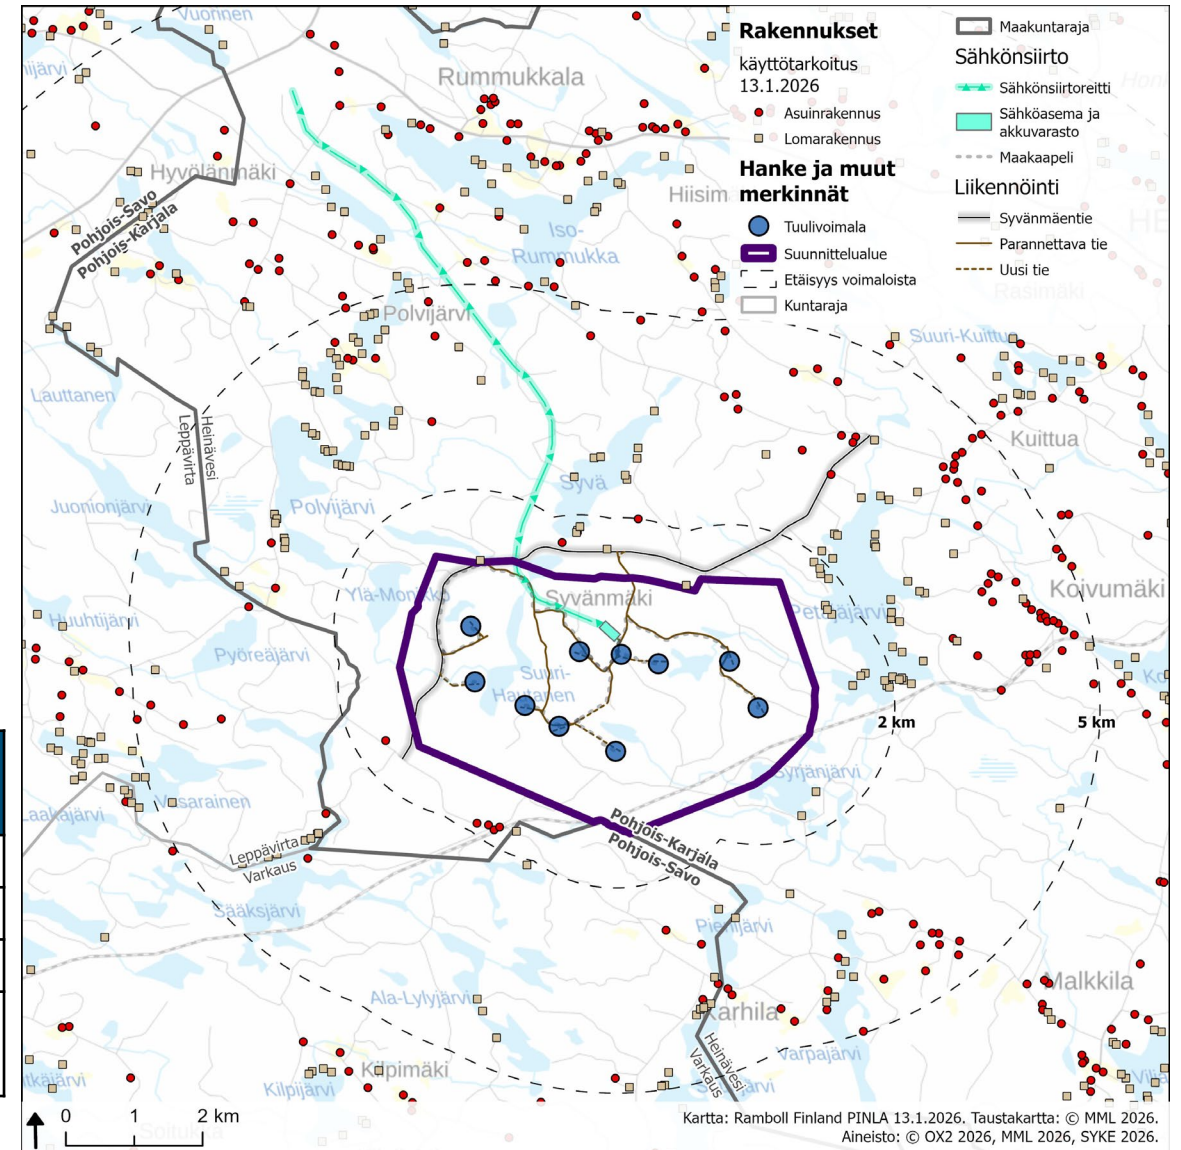 Rakennukset
käyttötarkoitus
13.1.2026
Asuinrakennus
Lomarakennus
Hanke ja muut
merkinnät
Tuulivoimala
Suunnittelualue
Etäisyys voimaloista
Kuntaraja
Maakuntaraja
Sähkönsiirto
Sähkönsiirtoreitti
Sähköasema ja
akkuvarasto
Maakaapeli
Liikennöinti
Syvänmäentie
Parannettava tie
Uusi tie
Vuorinen
Rummukkala
Hyvölänmäki
Pohjois-Savo
Pohjois-Karjala
Hiisim
Iso-
Rummukka
Rasimäki
Polvijärvi
Suuri-Kuittua
Lauttanen
Heinävesi
Leppävirta
Kuittua
Syvä
Juonionjärvi
Polvijärvi
Koivumäki
Syvänmäki
Huuhtijärvi
Pyöreäjärvi
Suuri-
Hautanen
2 km
5 km
Syrjänjärvi
Vasarainen
Laakajärvi
Leppävirta
Varkaus
Pohjois-Karjala
Pohjois-Savo
Sääksjärvi
Pienijärvi
Malkkila
Ala-Lylyjärvi
Karhila
Heinävesi
Varkaus
Varpajärvi
Kilpimäki
Kilpijärvi
0 1 2 km
Kartta: Ramboll Finland PINLA 13.1.2026. Taustakartta: © MML 2026.
Aineisto: © OX2 2026, MML 2026, SYKE 2026.